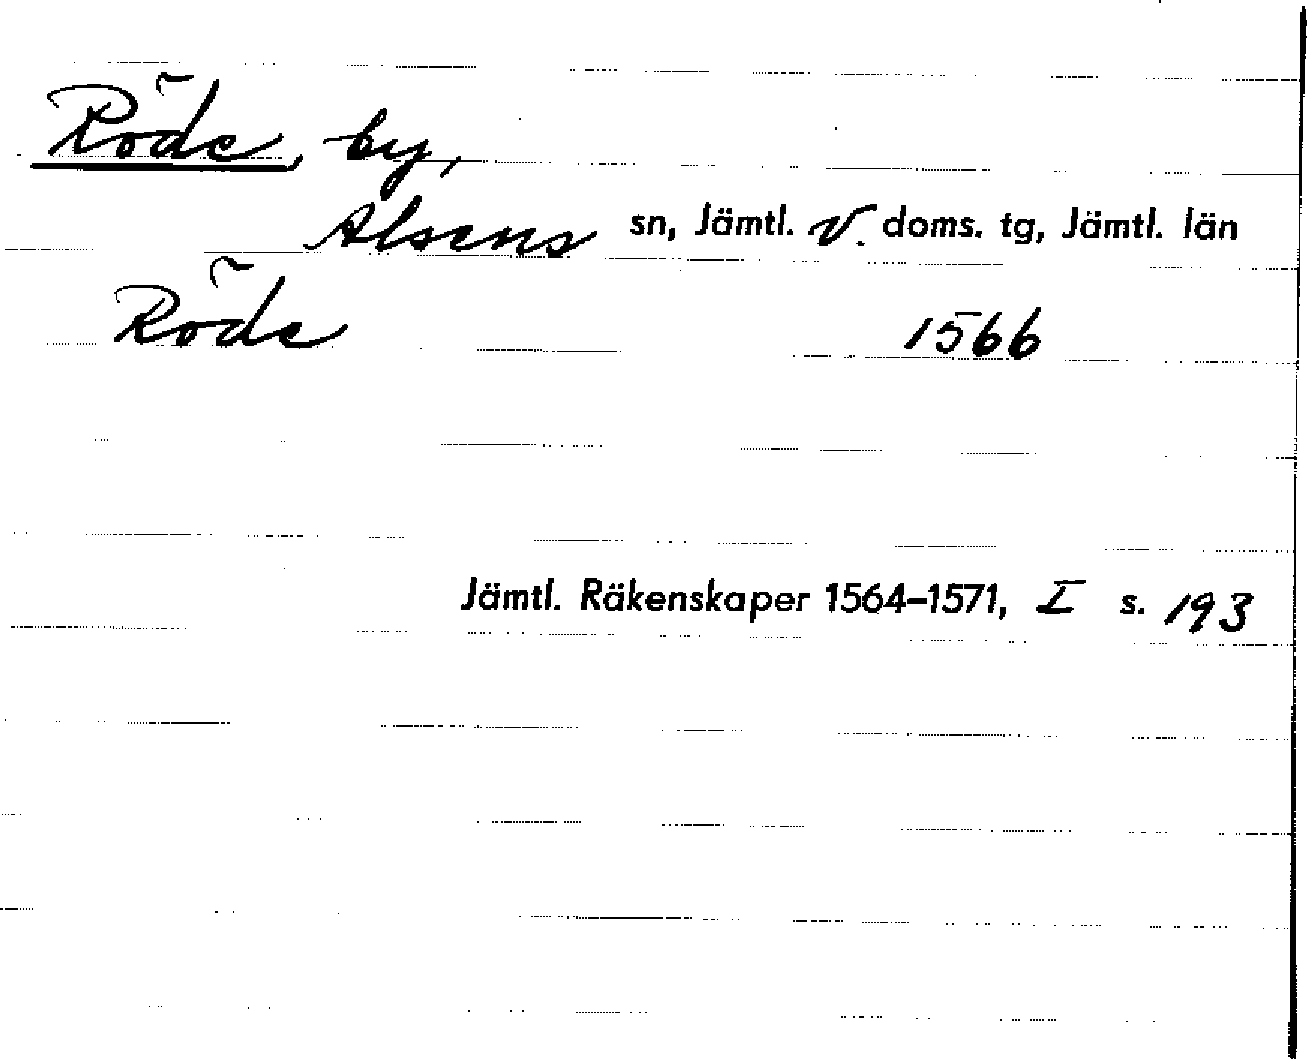 Röde, by,
Alsens sn, Jämtl. V. doms. tg, Jämtl. län
Röde 1566
Jämtl. Räkenskaper 1564–1571, I s. 193